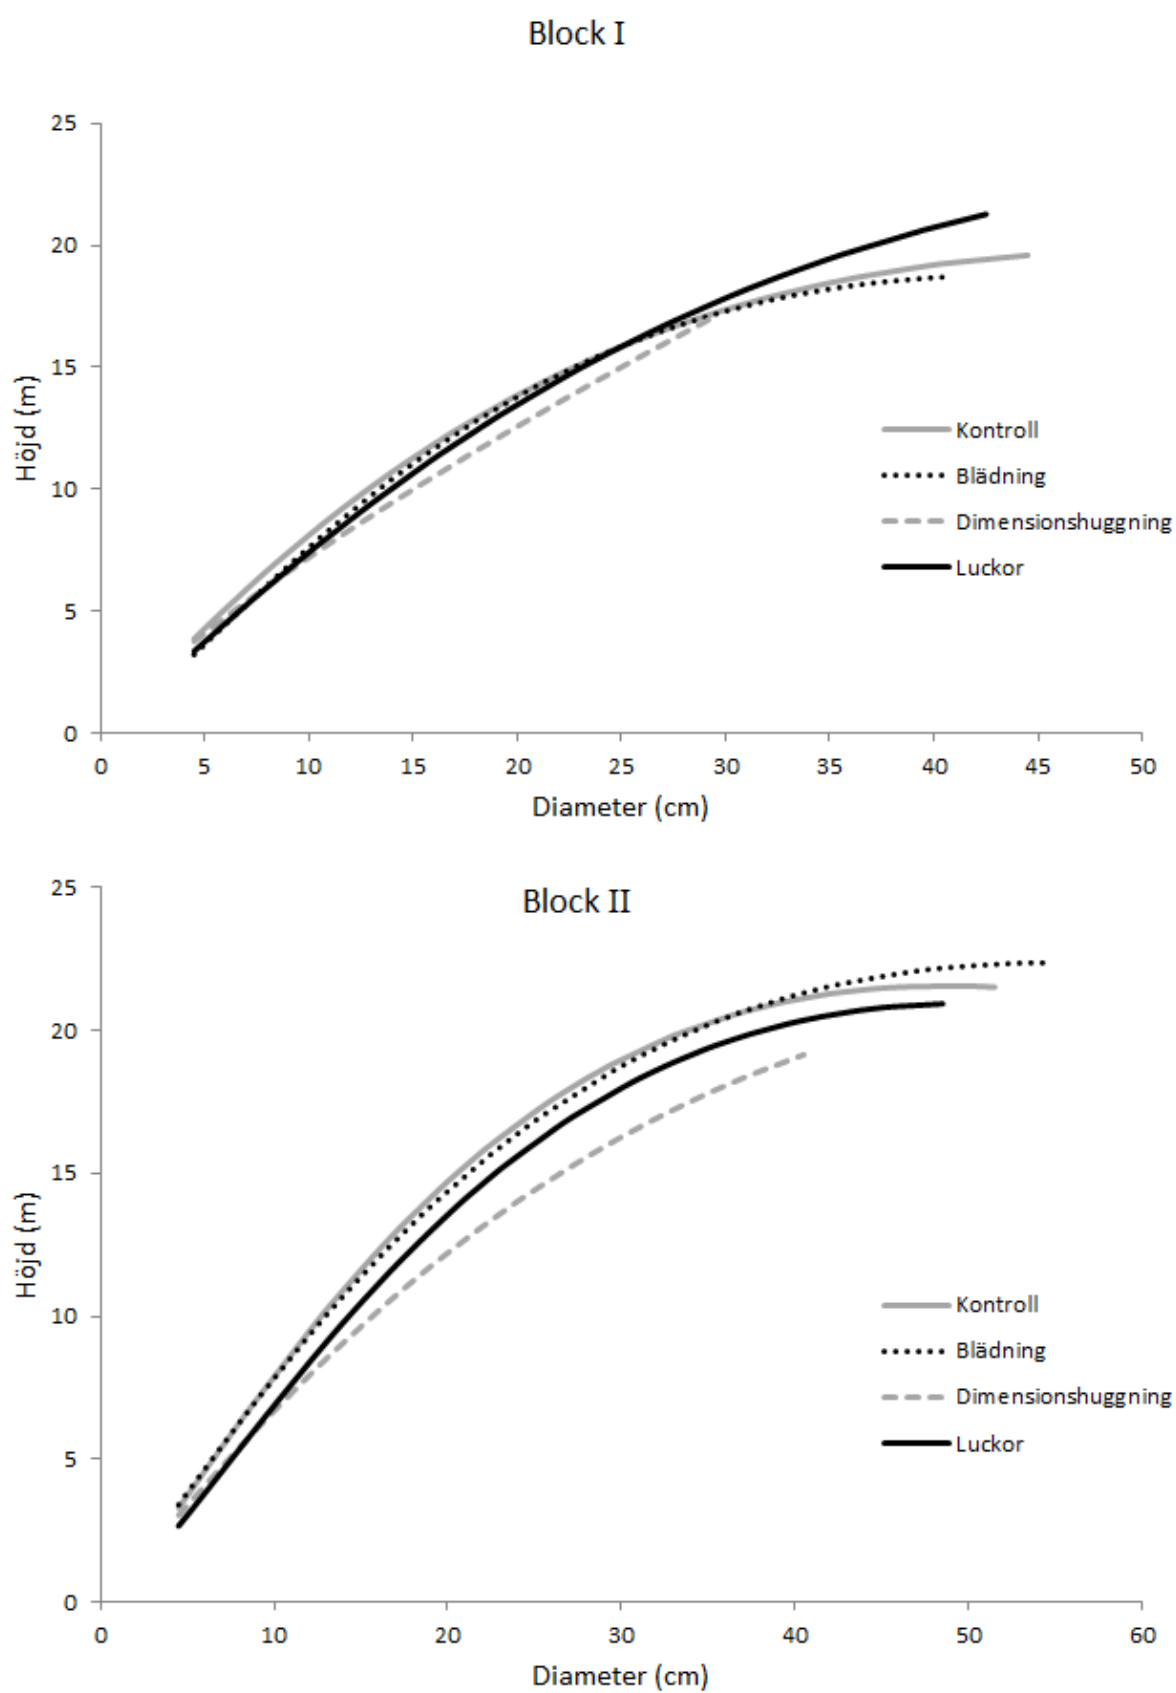 Block I
25
20
15
10
5
0
Höjd (m)
Kontroll
Blädning
Dimensionshuggning
Luckor
0 5 10 15 20 25 30 35 40 45 50
Diameter (cm)
Block II
25
20
15
10
5
0
Höjd (m)
Kontroll
Blädning
Dimensionshuggning
Luckor
0 10 20 30 40 50 60
Diameter (cm)